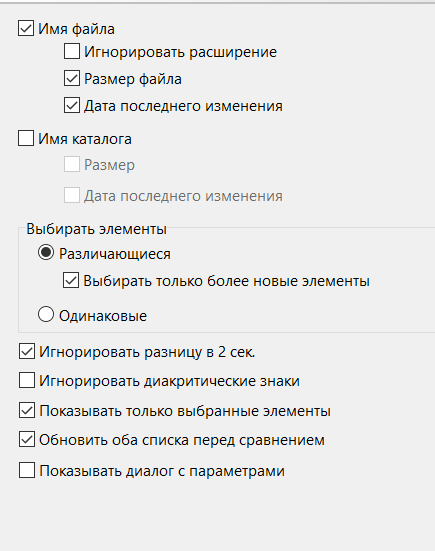 Имя файла
Игнорировать расширение
Размер файла
Дата последнего изменения
Имя каталога
Размер
Дата последнего изменения
Выбирать элементы
Различающиеся
Выбирать только более новые элементы
Одинаковые
Игнорировать разницу в 2 сек.
Игнорировать диакритические знаки
Показывать только выбранные элементы
Обновить оба списка перед сравнением
Показывать диалог с параметрами